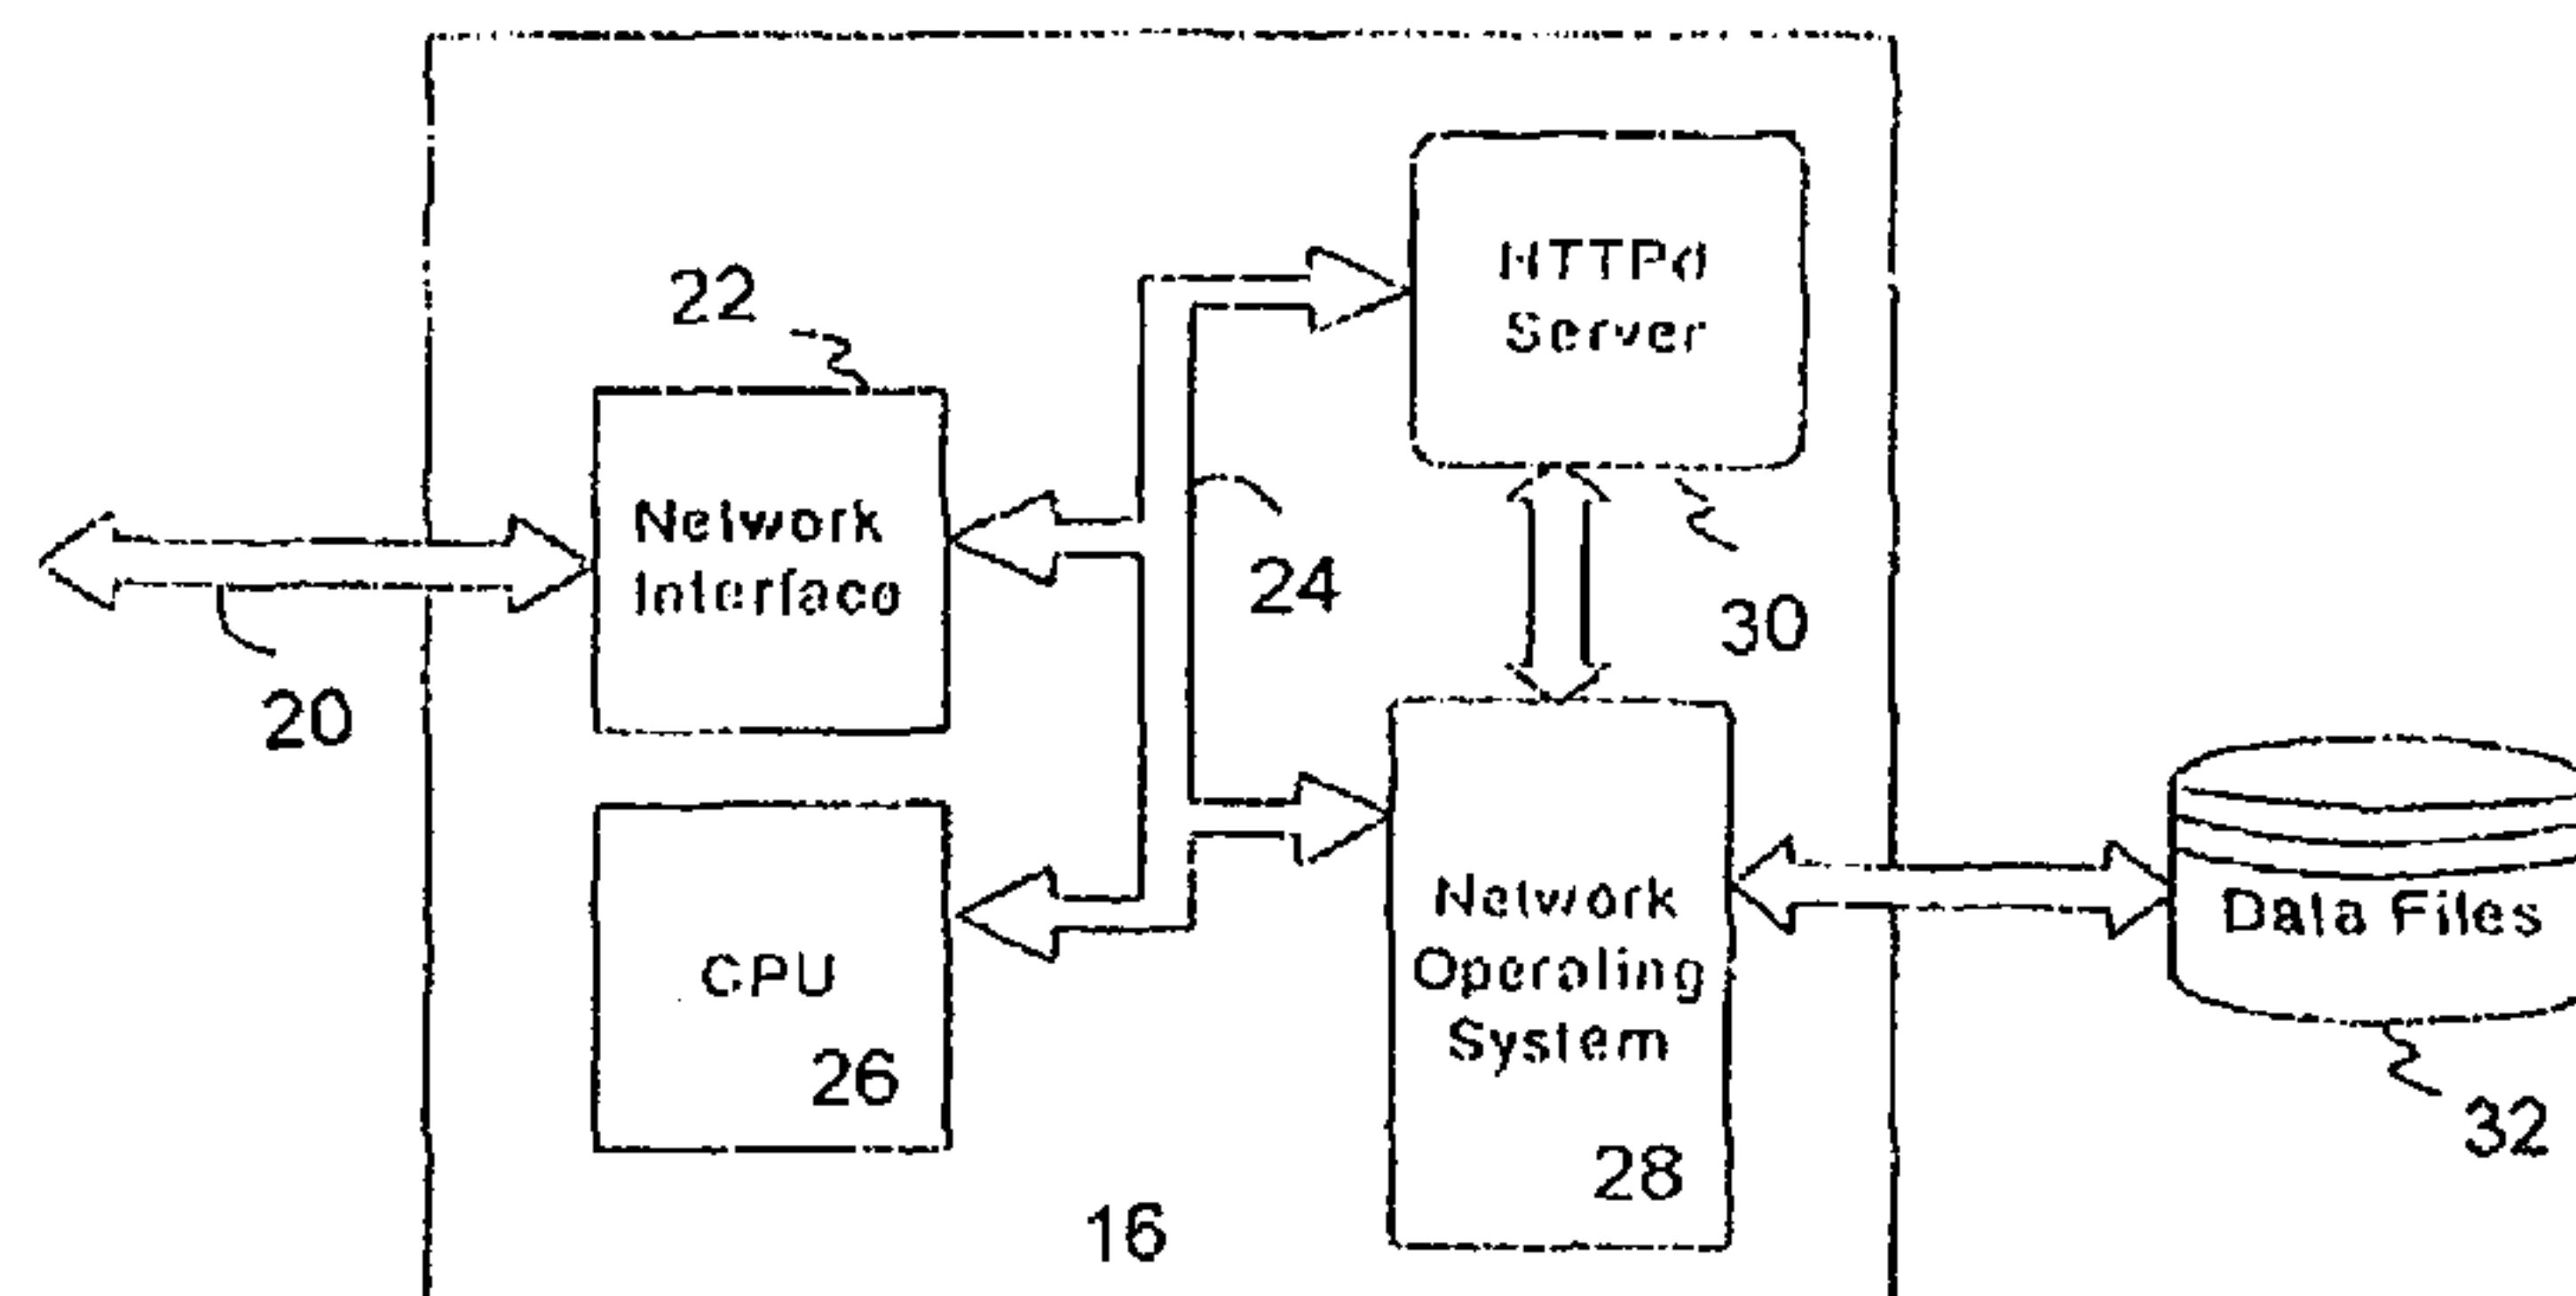 HTTPd
Server
22
Network
Interface
24
30
20
Data Files
Network
Operating
System
CPU
26
32
28
16